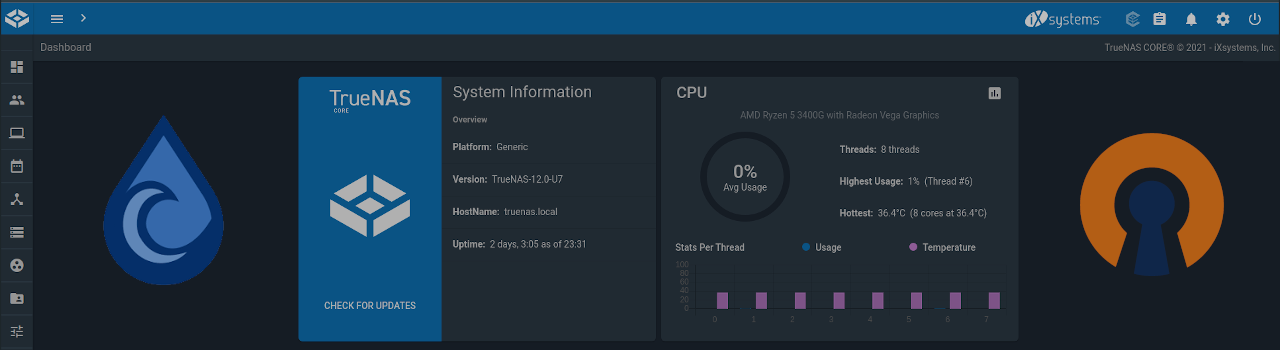 iXsystems
Dashboard
TrueNAS CORE® © 2021 - iXsystems, Inc.
TrueNAS
CORE
CHECK FOR UPDATES
System Information
Overview
Platform: Generic
Version: TrueNAS-12.0-U7
HostName: truenas.local
Uptime: 2 days, 3:05 as of 23:31
CPU
AMD Ryzen 5 3400G with Radeon Vega Graphics
0%
Avg Usage
Threads: 8 threads
Highest Usage: 1% (Thread #6)
Hottest: 36.4°C (8 cores at 36.4°C)
Stats Per Thread
Usage
Temperature
100
80
60
40
20
0
0 1 2 3 4 5 6 7